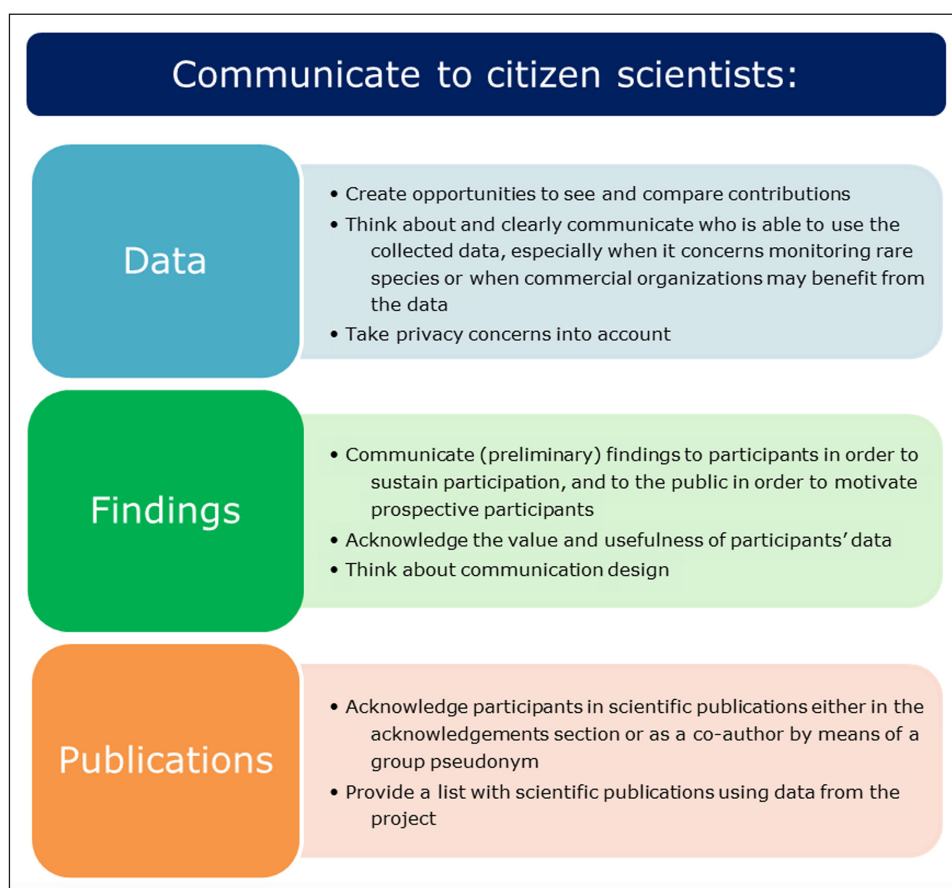 Communicate to citizen scientists:
Data
• Create opportunities to see and compare contributions
• Think about and clearly communicate who is able to use the
collected data, especially when it concerns monitoring rare
species or when commercial organizations may benefit from
the data
• Take privacy concerns into account
Findings
• Communicate (preliminary) findings to participants in order to
sustain participation, and to the public in order to motivate
prospective participants
• Acknowledge the value and usefulness of participants’ data
• Think about communication design
Publications
• Acknowledge participants in scientific publications either in the
acknowledgements section or as a co-author by means of a
group pseudonym
• Provide a list with scientific publications using data from the
project